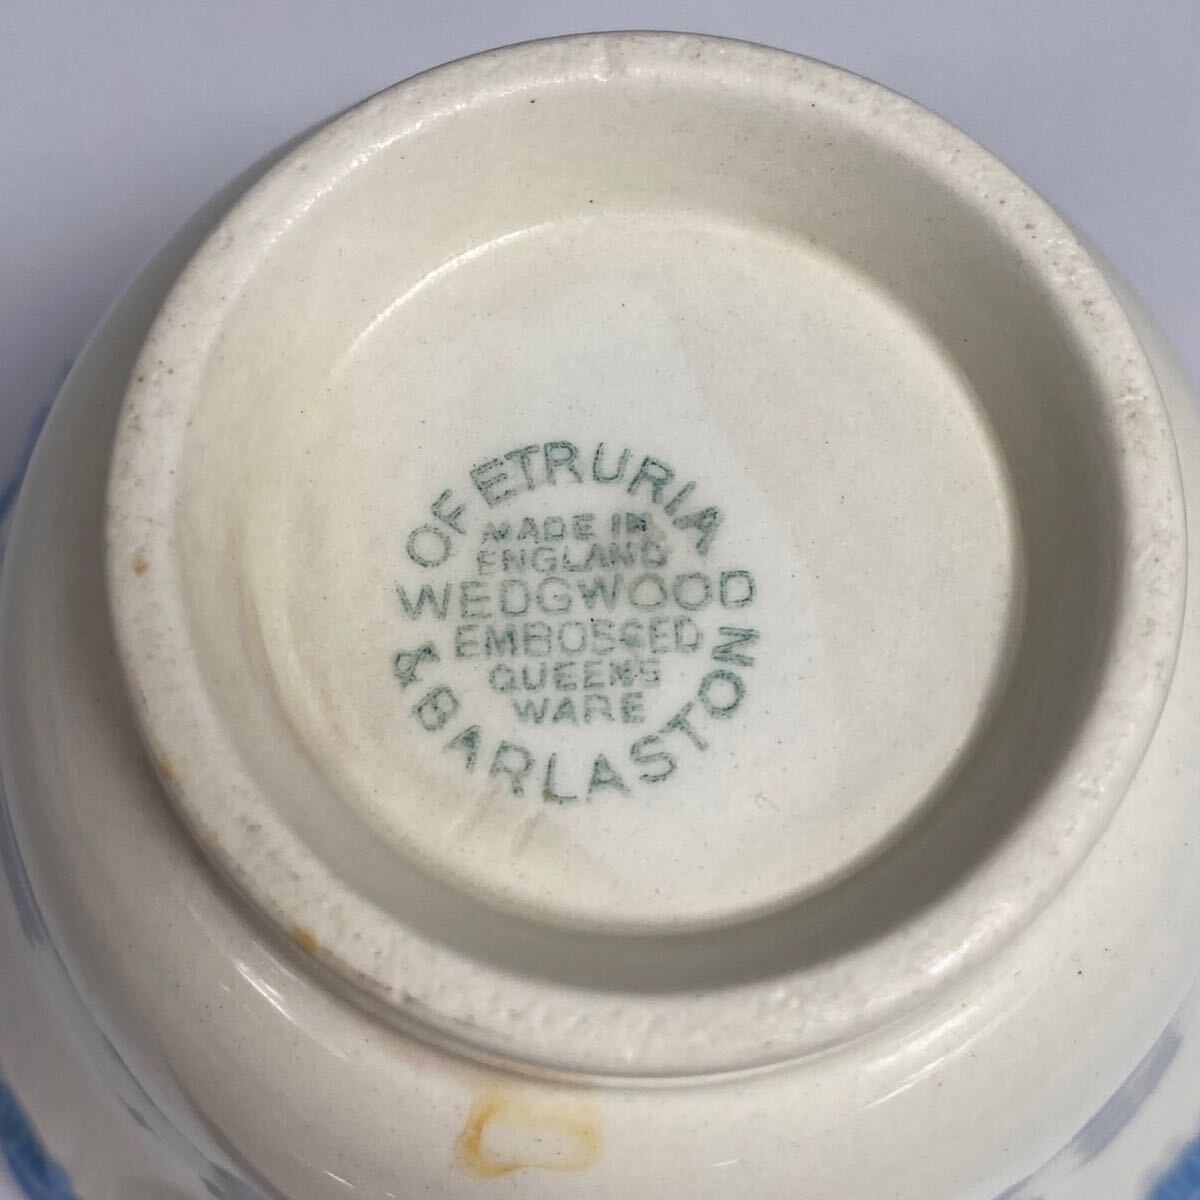 OF ETRURIA
MADE IN
ENGLAND
WEDGWOOD
EMBOSSED
QUEEN'S
WARE
& BARLASTON